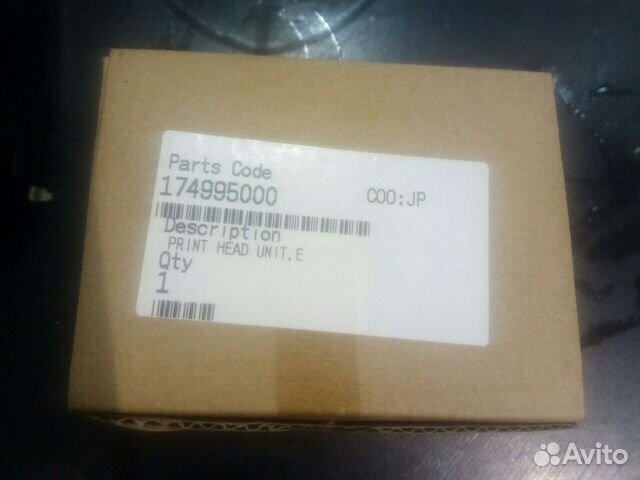 Parts Code
174995000 COO:JP
Description
PRINT HEAD UNIT,E
Qty
1
Avito